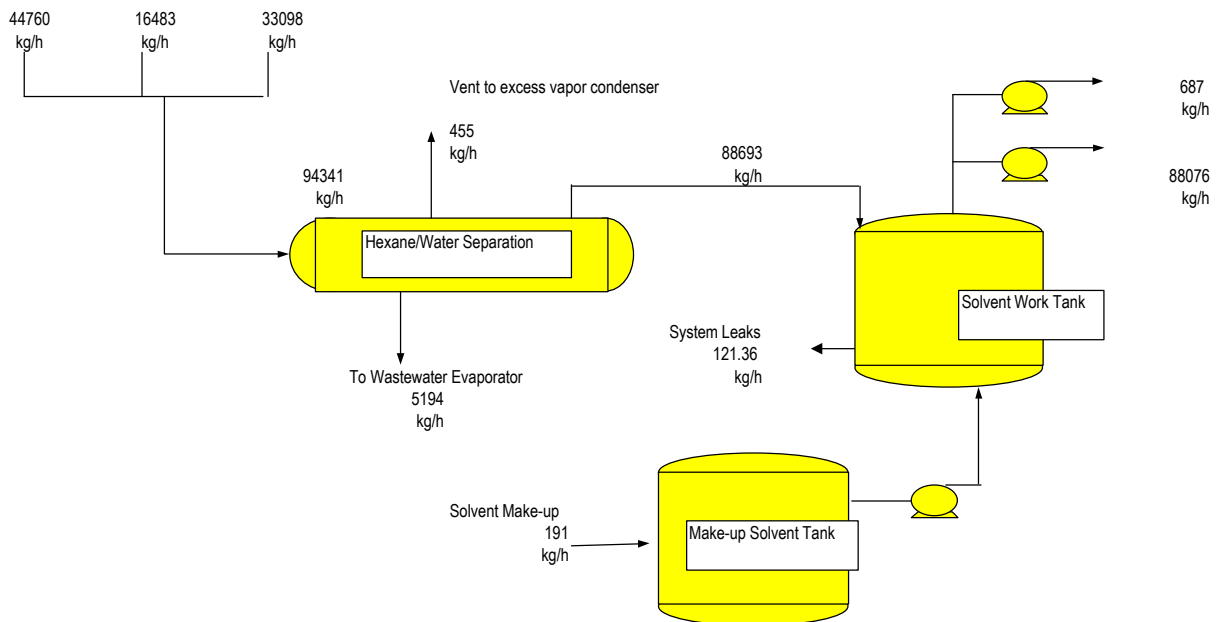 44760
kg/h
16483
kg/h
33098
kg/h
Vent to excess vapor condenser
687
kg/h
455
kg/h
88693
kg/h
94341
kg/h
88076
kg/h
Hexane/Water Separation
Solvent Work Tank
System Leaks
121.36
kg/h
To Wastewater Evaporator
5194
kg/h
Solvent Make-up
191
kg/h
Make-up Solvent Tank